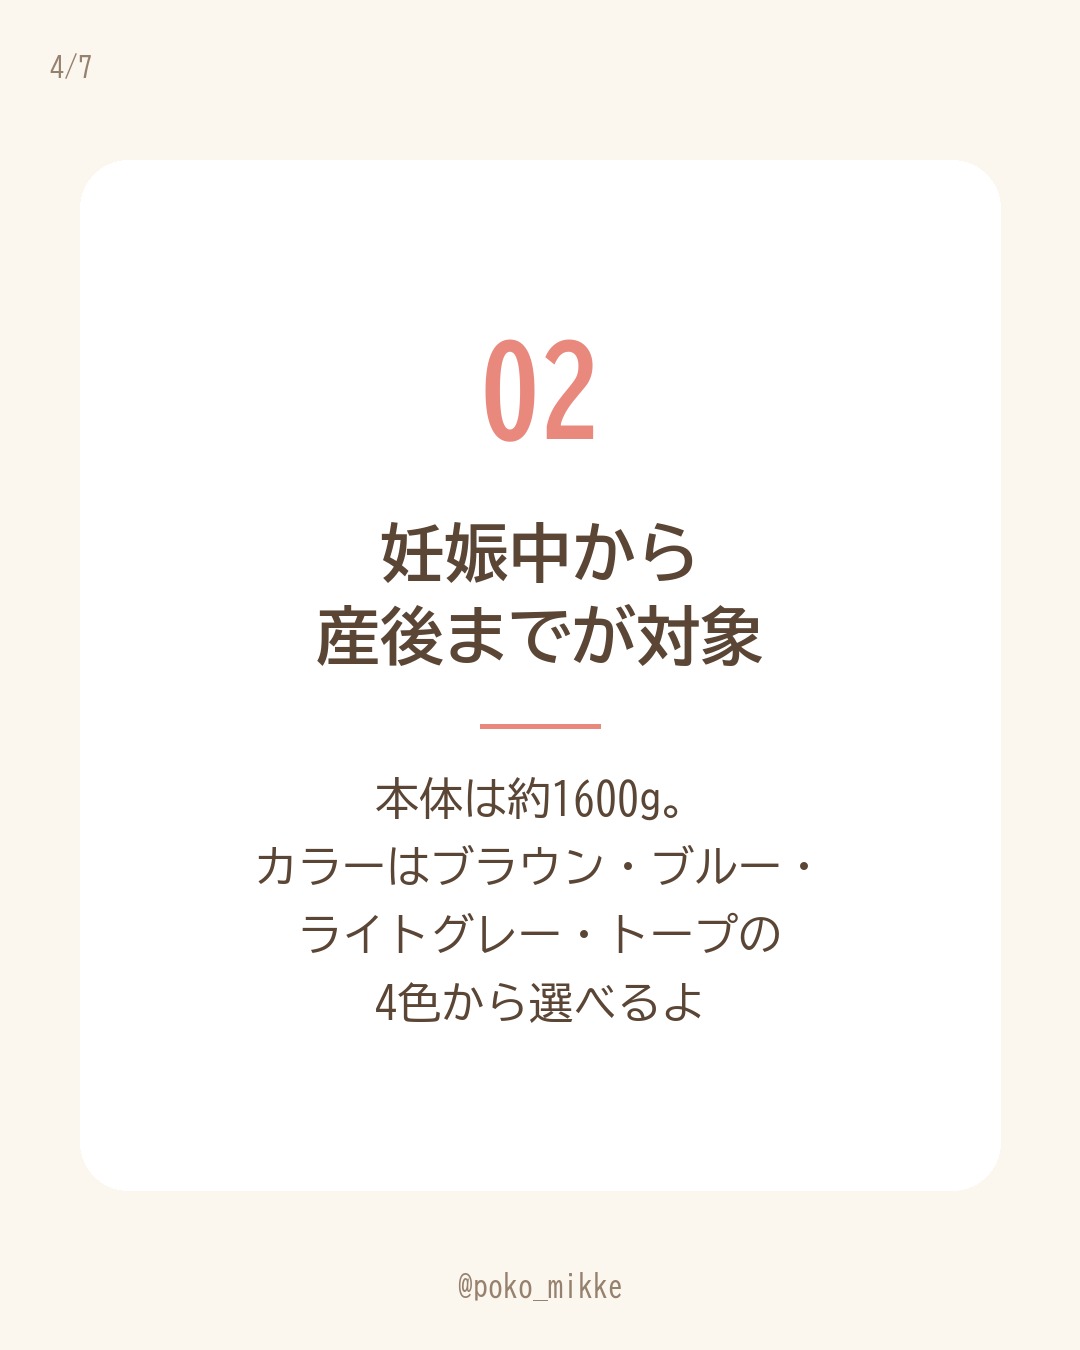 4/7
02
妊娠中から
産後までが対象
本体は約1600g。
カラーはブラウン・ブルー・
ライトグレー・トープの
4色から選べるよ
@poko_mikke